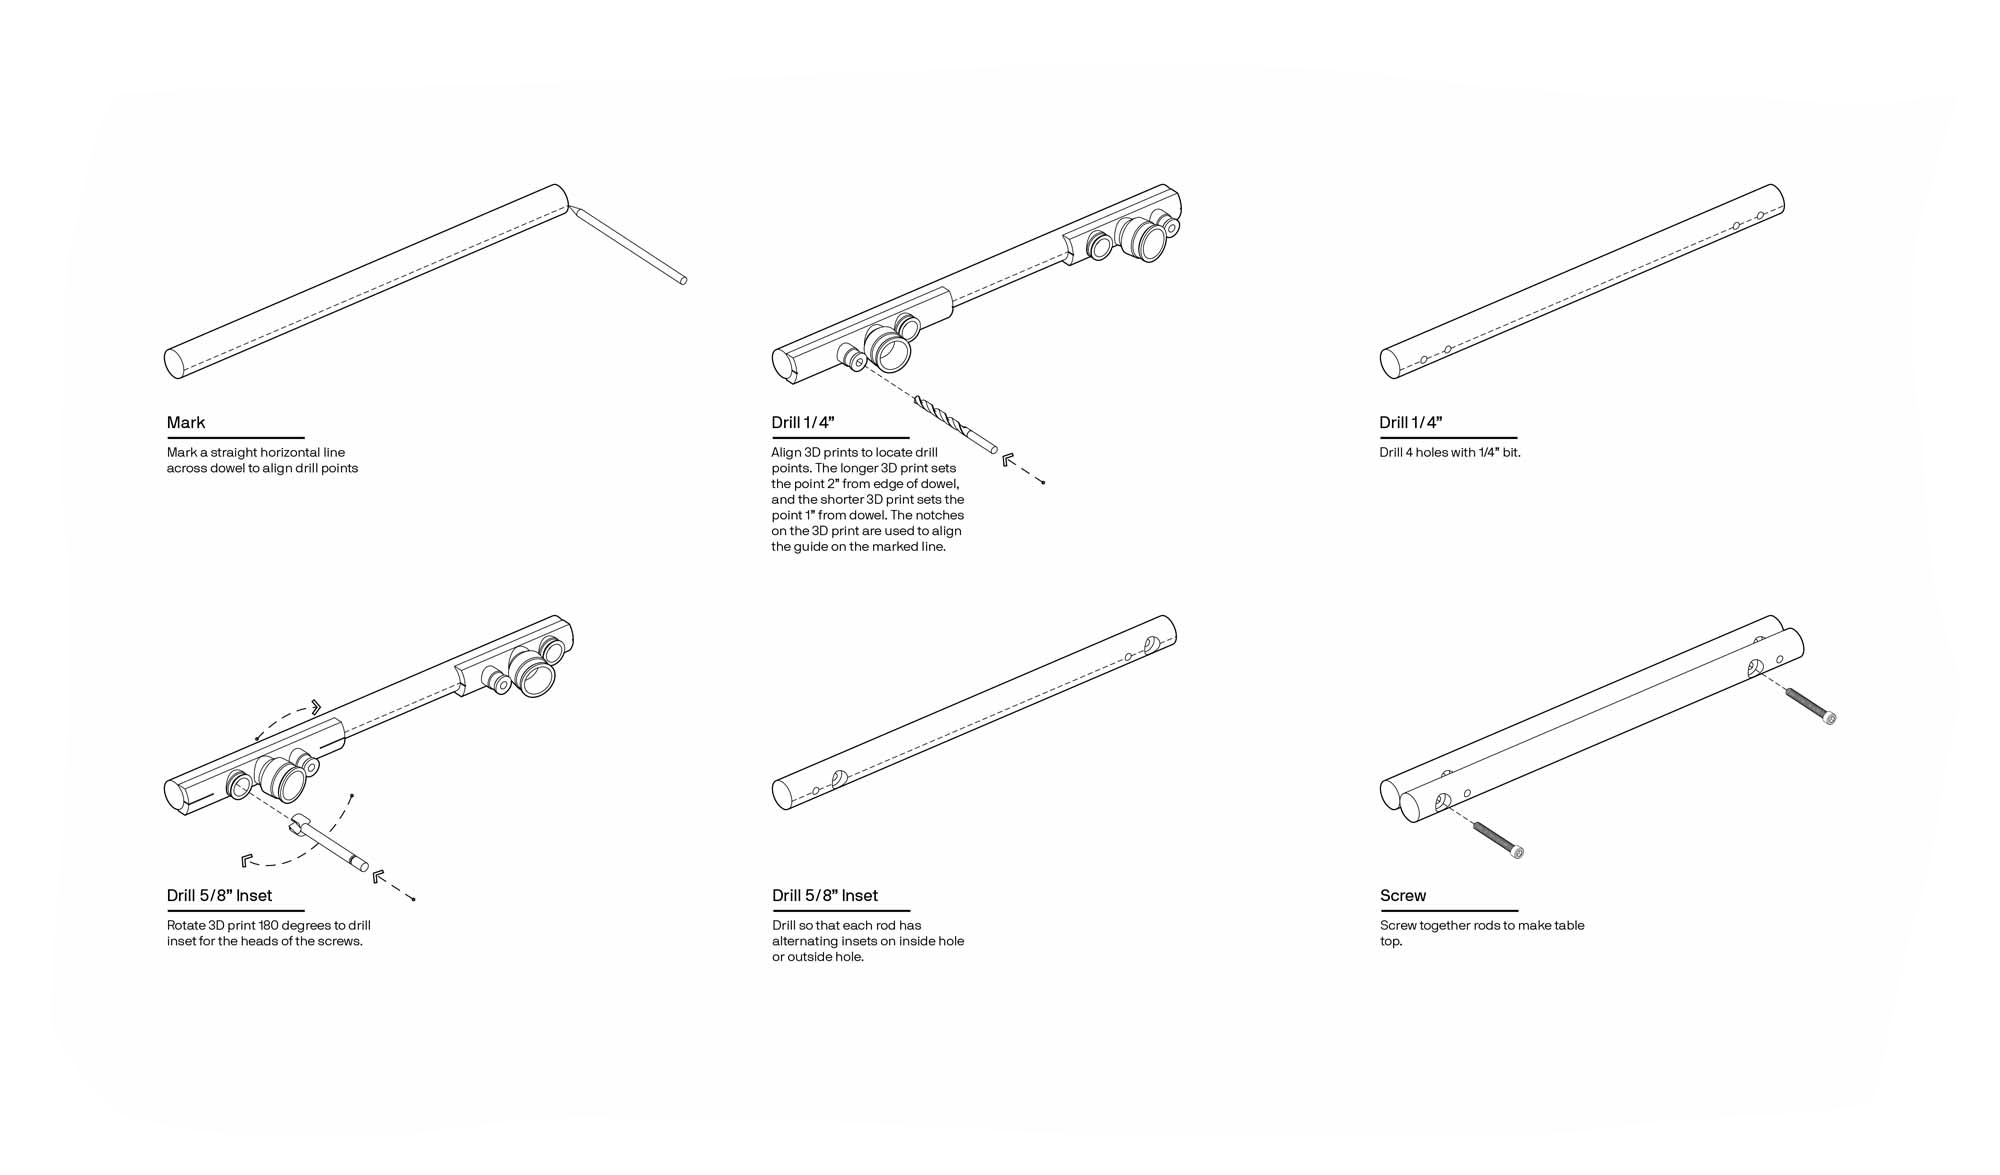 Mark
Mark a straight horizontal line
across dowel to align drill points
Drill 1/4”
Align 3D prints to locate drill
points. The longer 3D print sets
the point 2” from edge of dowel,
and the shorter 3D print sets the
point 1” from dowel. The notches
on the 3D print are used to align
the guide on the marked line.
Drill 1/4”
Drill 4 holes with 1/4” bit.
Drill 5/8” Inset
Rotate 3D print 180 degrees to drill
inset for the heads of the screws.
Drill 5/8” Inset
Drill so that each rod has
alternating insets on inside hole
or outside hole.
Screw
Screw together rods to make table
top.